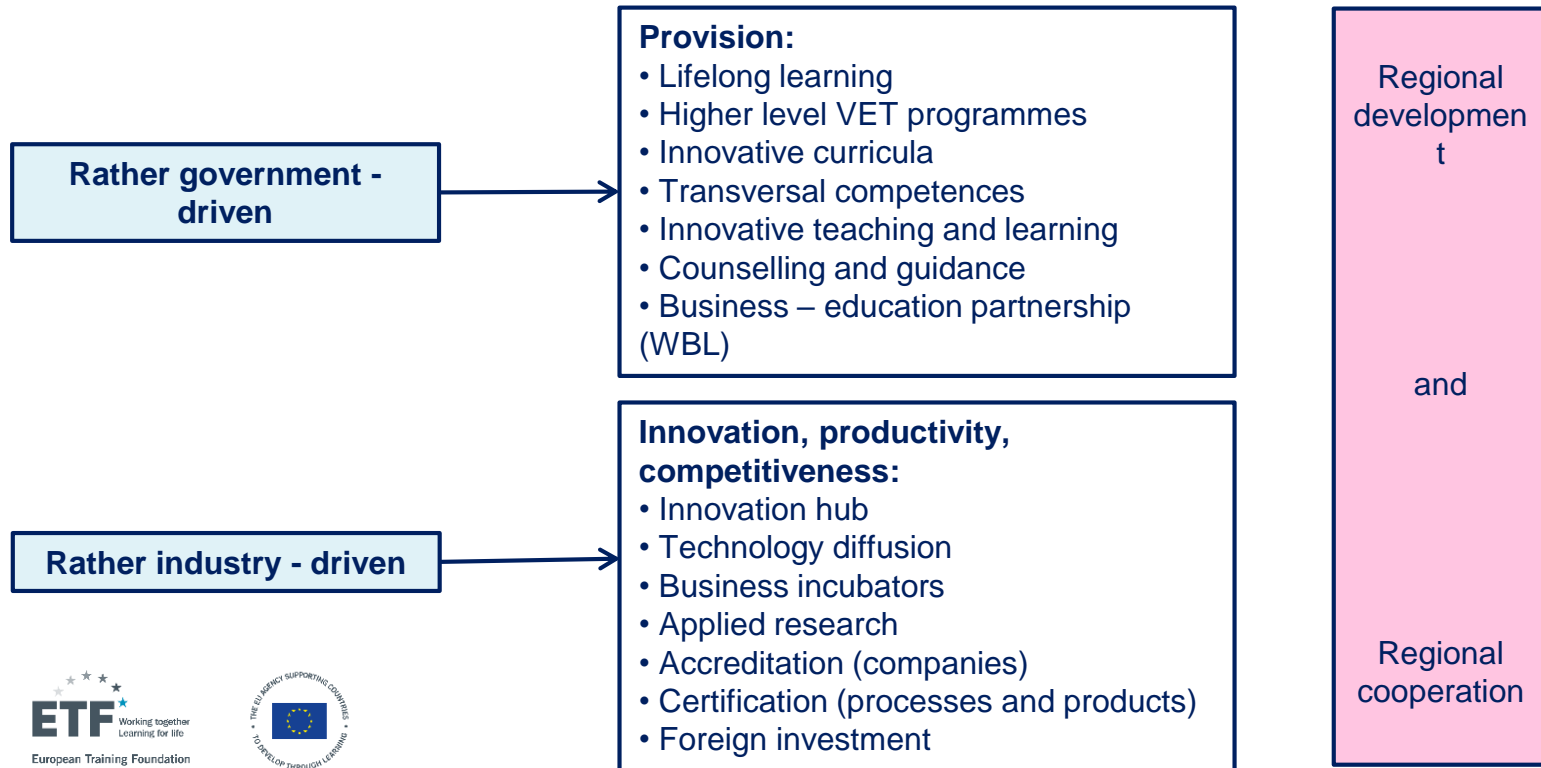 Rather government -
driven
Provision:
• Lifelong learning
• Higher level VET programmes
• Innovative curricula
• Transversal competences
• Innovative teaching and learning
• Counselling and guidance
• Business – education partnership
(WBL)
Rather industry - driven
Innovation, productivity,
competitiveness:
• Innovation hub
• Technology diffusion
• Business incubators
• Applied research
• Accreditation (companies)
• Certification (processes and products)
• Foreign investment
Regional
developmen
t
and
Regional
cooperation
ETF
Working together
Learning for life
European Training Foundation
THE EU AGENCY SUPPORTING COUNTRIES
TO DEVELOP THROUGH LEARNING